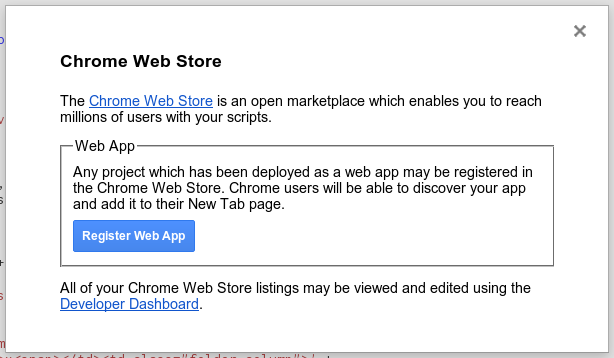 Chrome Web Store
The Chrome Web Store is an open marketplace which enables you to reach
millions of users with your scripts.
Web App
Any project which has been deployed as a web app may be registered in
the Chrome Web Store. Chrome users will be able to discover your app
and add it to their New Tab page.
Register Web App
All of your Chrome Web Store listings may be viewed and edited using the
Developer Dashboard.